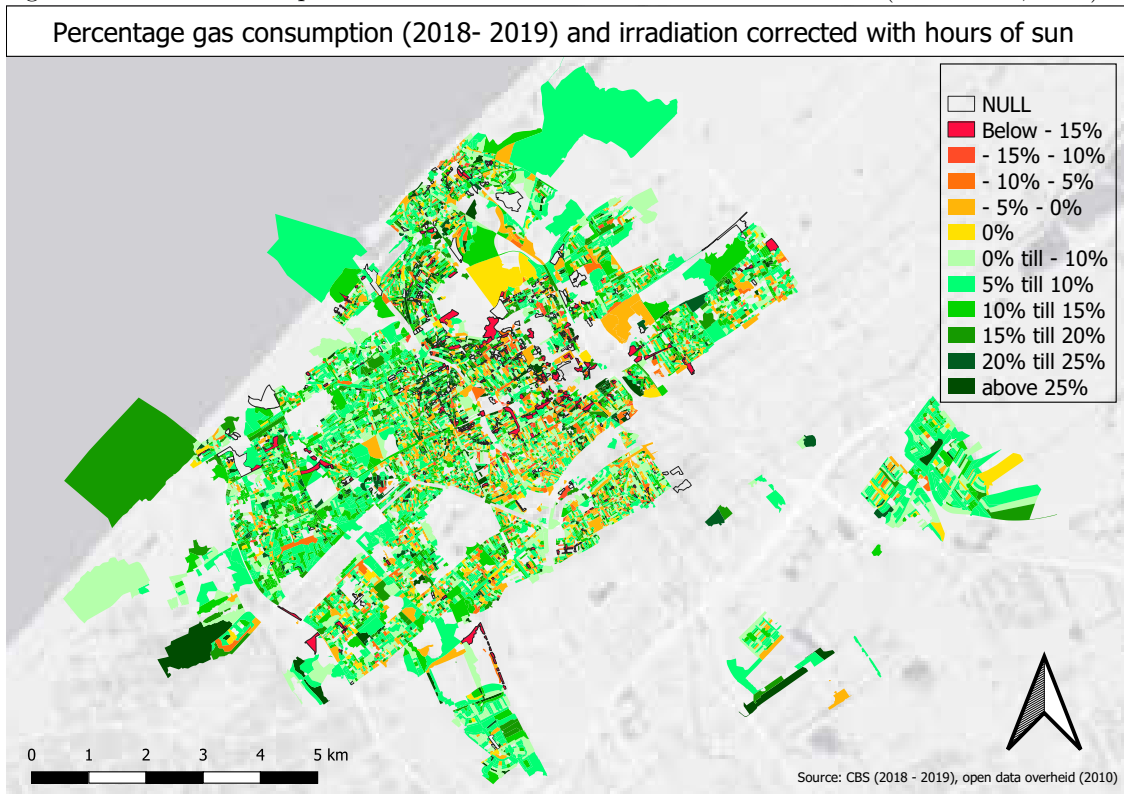 Percentage gas consumption (2018- 2019) and irradiation corrected with hours of sun
NULL
Below - 15%
- 15% - 10%
- 10% - 5%
- 5% - 0%
0%
0% till - 10%
5% till 10%
10% till 15%
15% till 20%
20% till 25%
above 25%
0 1 2 3 4 5 km
Source: CBS (2018 - 2019), open data overheid (2010)